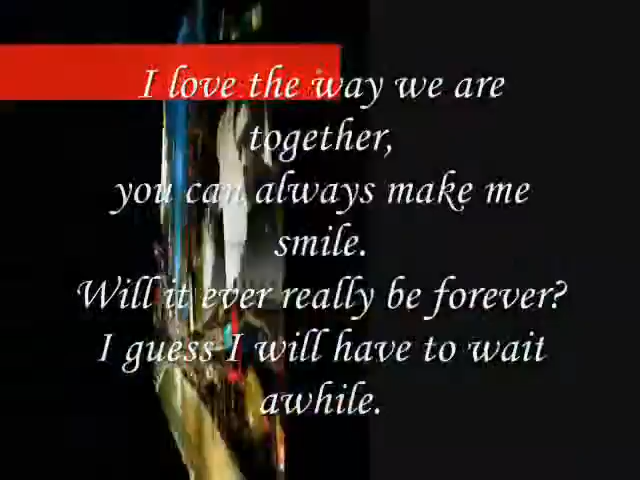 I love the way we are
together,
you can always make me
smile.
Will it ever really be forever?
I guess I will have to wait
awhile.